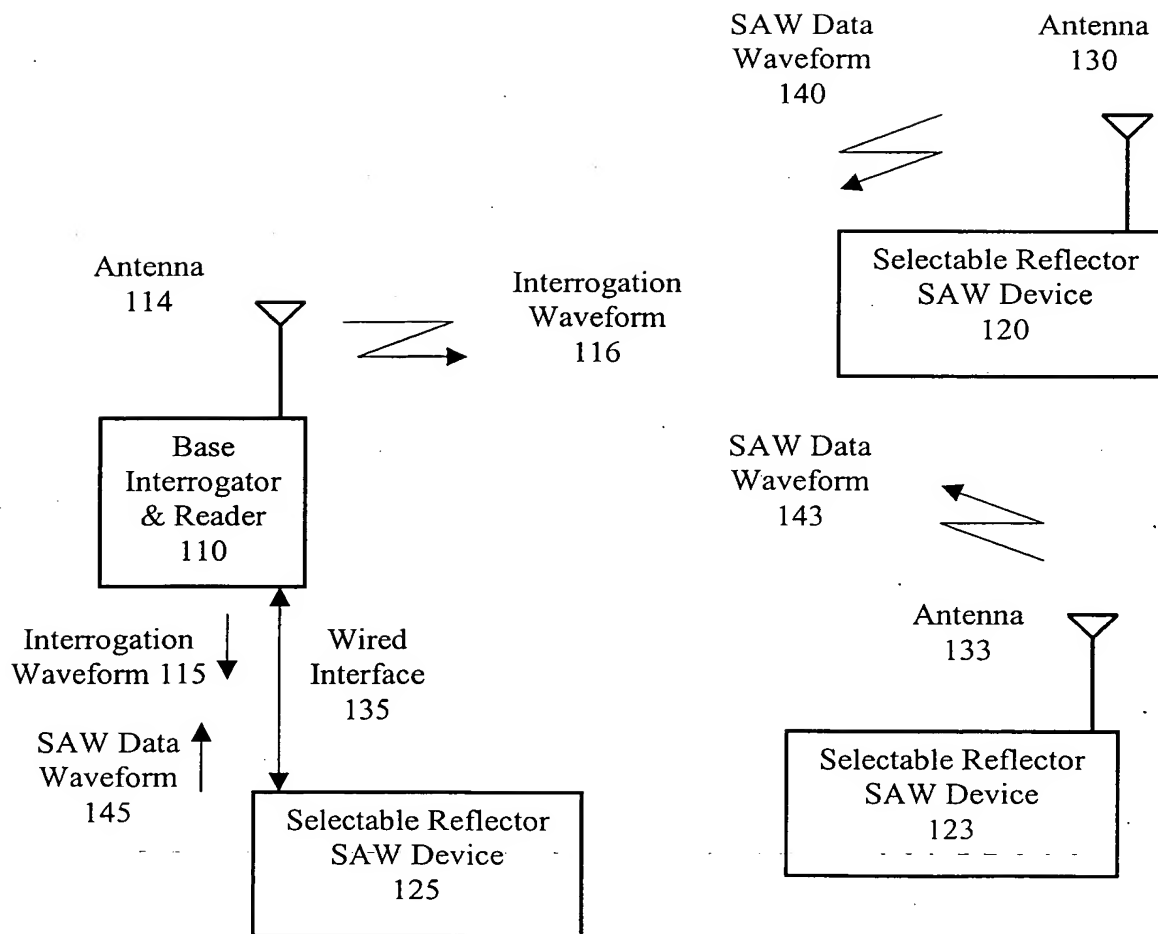 SAW Data
Waveform
140
Antenna
130
Selectable Reflector
SAW Device
120
Antenna
114
Interrogation
Waveform
116
Base
Interrogator
& Reader
110
SAW Data
Waveform
143
Antenna
133
Interrogation
Waveform 115
Wired
Interface
135
SAW Data
Waveform
145
Selectable Reflector
SAW Device
123
Selectable Reflector
SAW Device
125